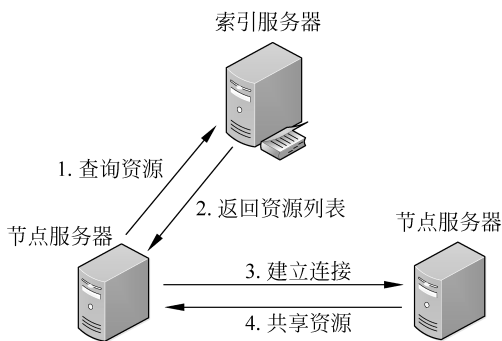 索引服务器
1. 查询资源
2. 返回资源列表
节点服务器
节点服务器
3. 建立连接
4. 共享资源